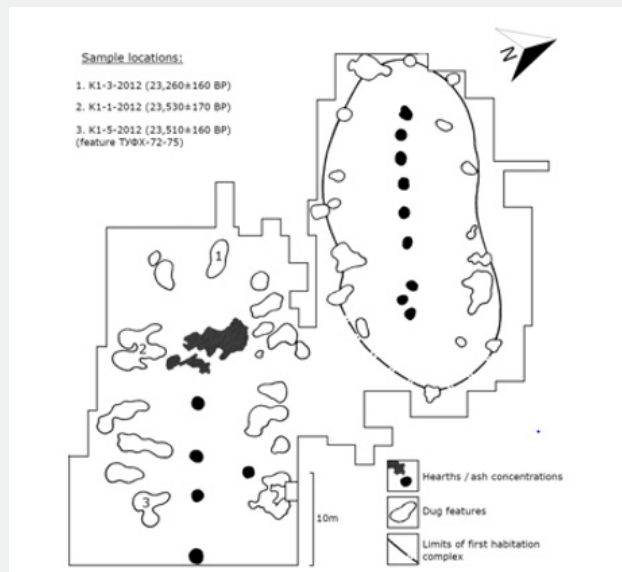 Sample locations:
1. K1-3-2012 (23,260±160 BP)
2. K1-1-2012 (23,530±170 BP)
3. K1-5-2012 (23,510±160 BP)
(feature ТУФХ-72-75)
N
1
2
3
10m
Hearths / ash concentrations
Dug features
Limits of first habitation
complex